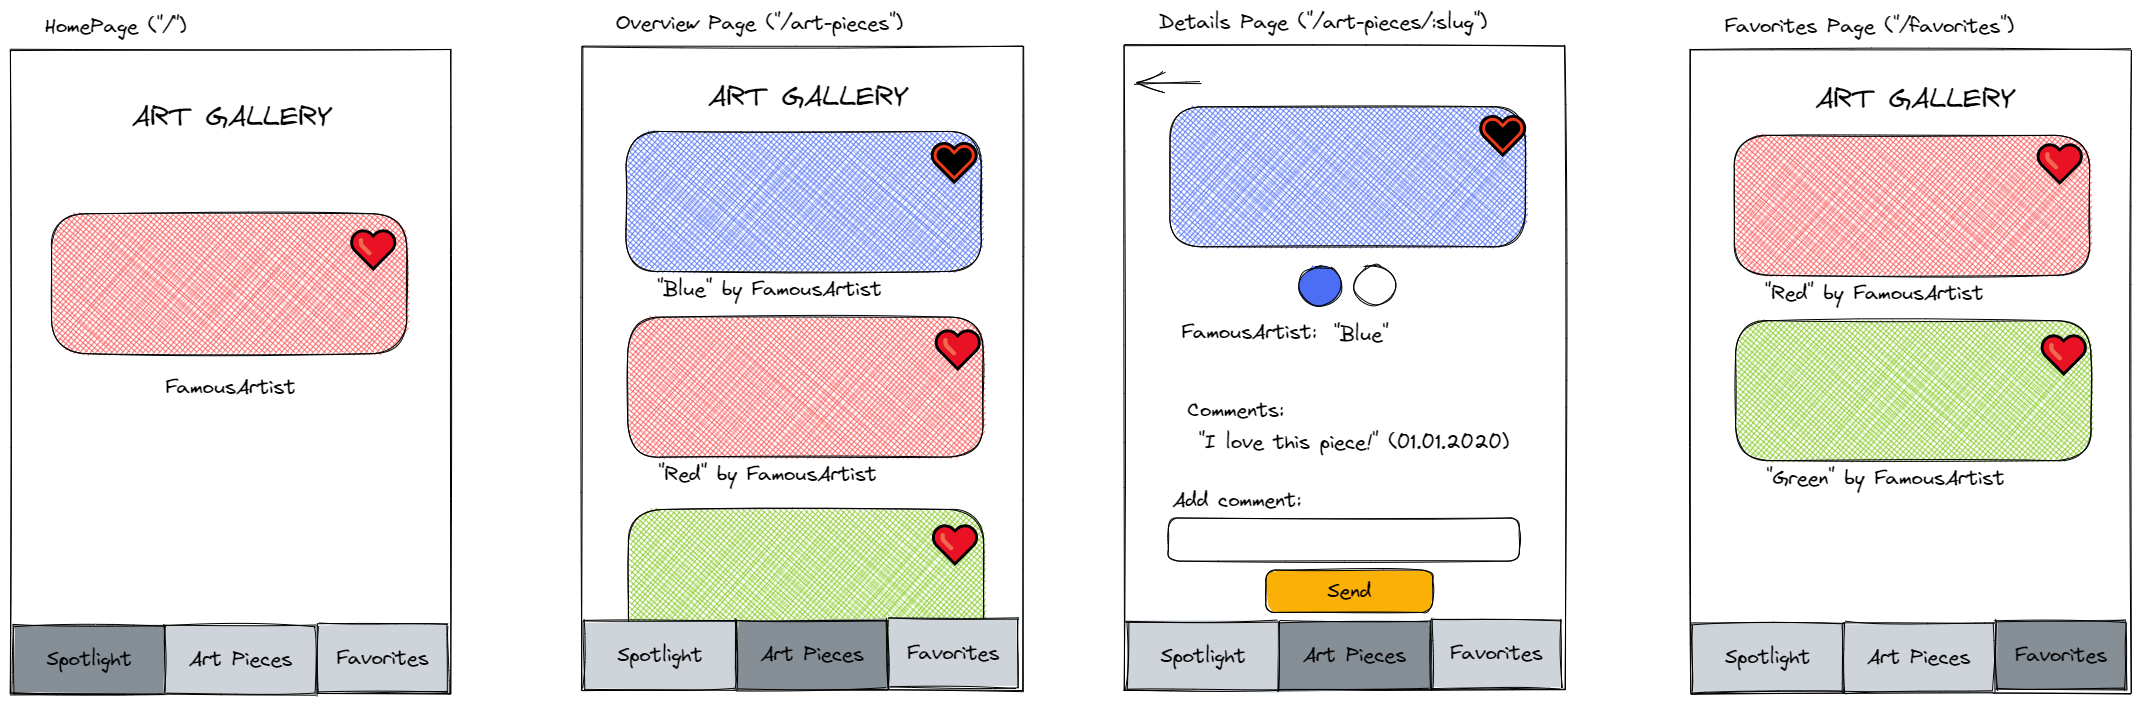 HomePage ("/")
ART GALLERY
FamousArtist
Spotlight
Art Pieces
Favorites
Overview Page ("/art-pieces")
ART GALLERY
"Blue" by FamousArtist
"Red" by FamousArtist
Spotlight
Art Pieces
Favorites
Details Page ("/art-pieces/:slug")
FamousArtist: "Blue"
Comments:
"I love this piece!" (01.01.2020)
Add comment:
Send
Spotlight
Art Pieces
Favorites
Favorites Page ("/favorites")
ART GALLERY
"Red" by FamousArtist
"Green" by FamousArtist
Spotlight
Art Pieces
Favorites